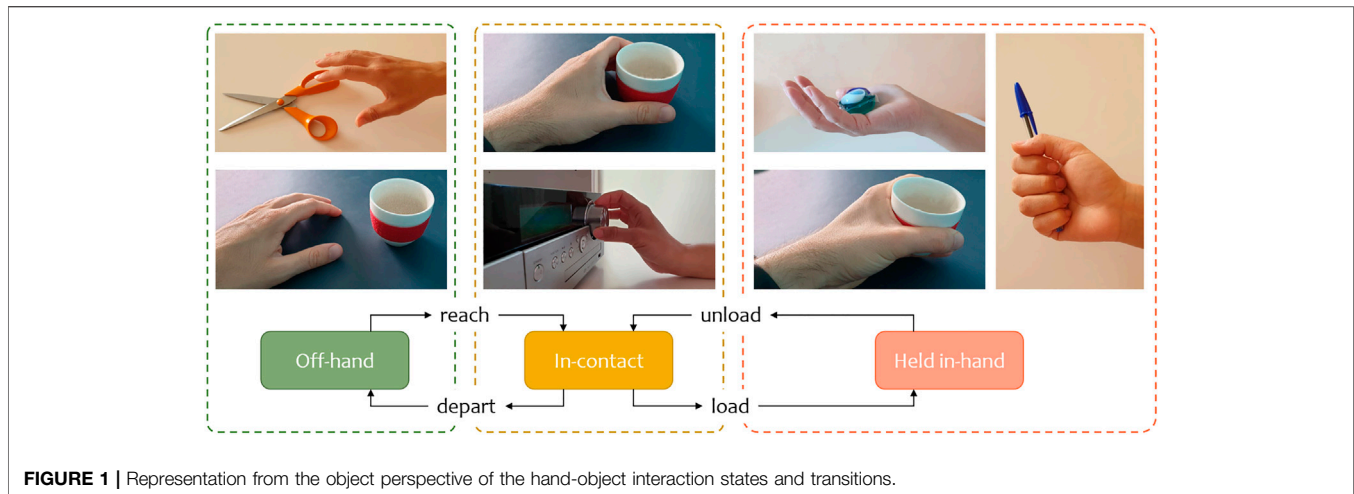 reach
unload
Off-hand
In-contact
Held in-hand
depart
load
FIGURE 1 | Representation from the object perspective of the hand-object interaction states and transitions.